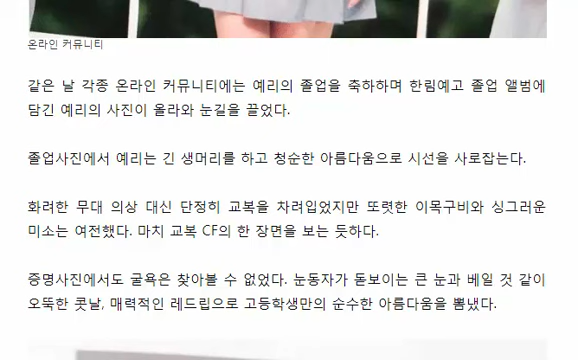 온라인 커뮤니티
같은 날 각종 온라인 커뮤니티에는 예리의 졸업을 축하하며 한림예고 졸업 앨범에
담긴 예리의 사진이 올라와 눈길을 끌었다.
졸업사진에서 예리는 긴 생머리를 하고 청순한 아름다움으로 시선을 사로잡는다.
화려한 무대 의상 대신 단정히 교복을 차려입었지만 또렷한 이목구비와 싱그러운
미소는 여전했다. 마치 교복 CF의 한 장면을 보는 듯하다.
증명사진에서도 굴욕은 찾아볼 수 없었다. 눈동자가 돋보이는 큰 눈과 베일 것 같이
오뚝한 콧날, 매력적인 레드립으로 고등학생만의 순수한 아름다움을 뽐냈다.